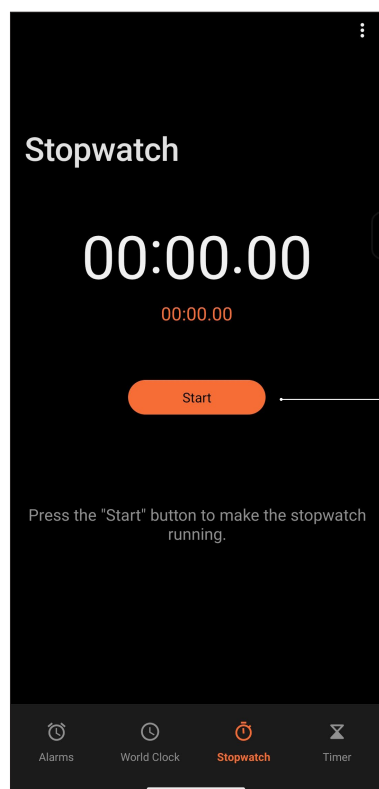 Stopwatch
00:00.00
00:00.00
Start
Press the "Start" button to make the stopwatch
running.
Alarms
World Clock
Stopwatch
Timer